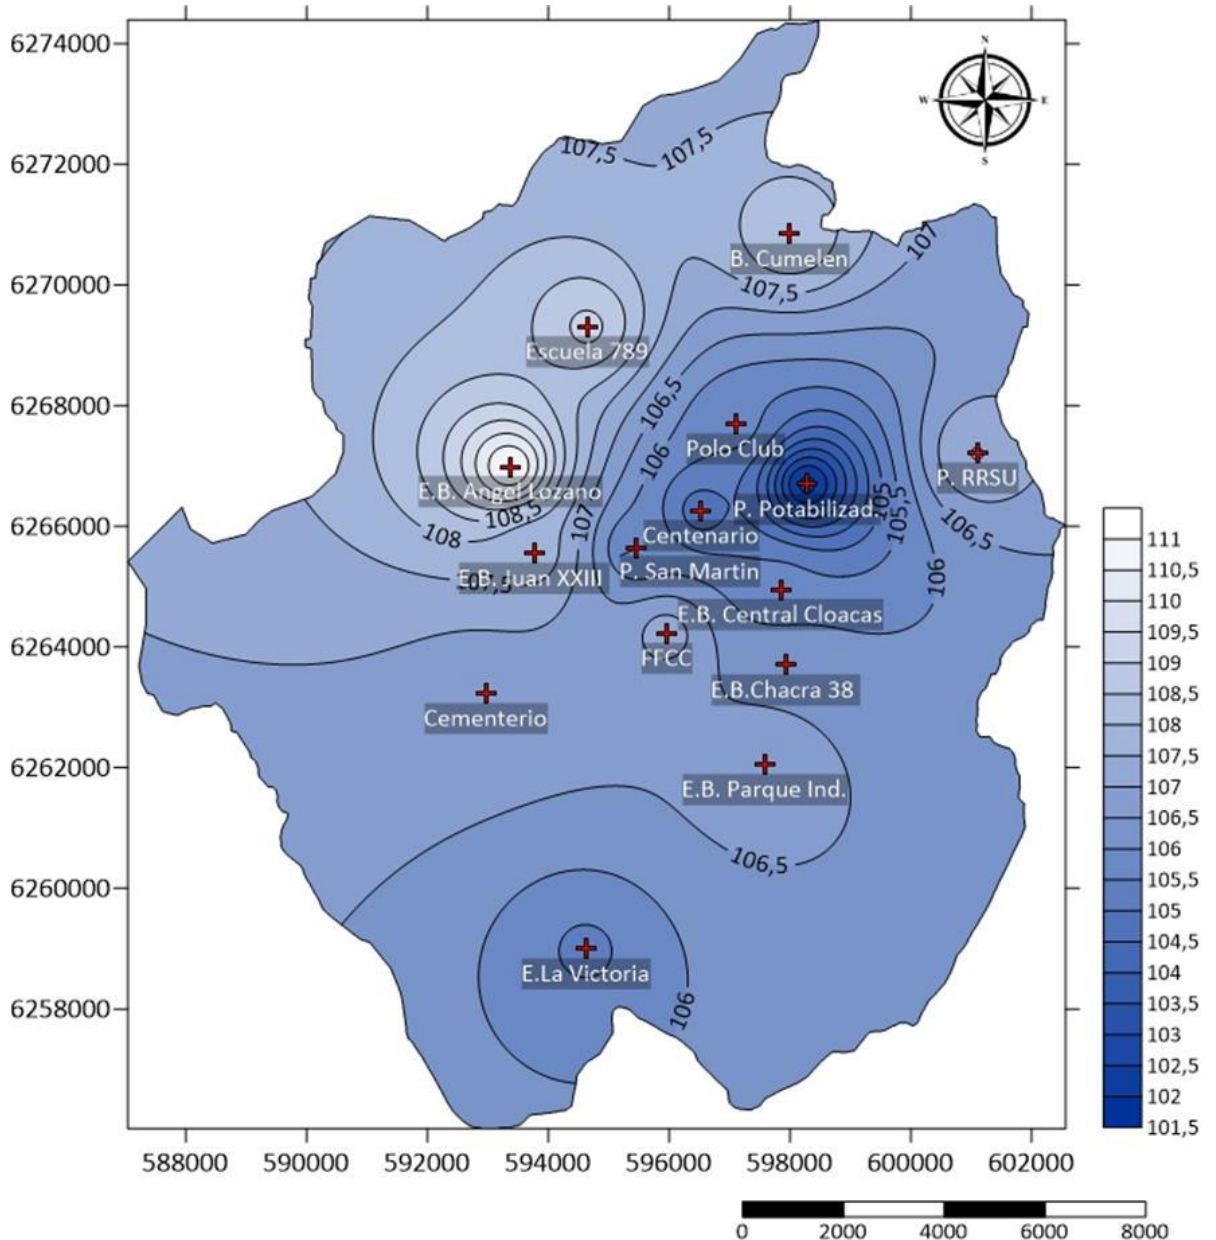 6274000
6272000
6270000
6268000
6266000
6264000
6262000
6260000
6258000
N
W
E
S
107,5
107,5
107
B. Cumelen
107,5
Escuela 789
106,5
106
Polo Club
P. RRSU
E.B. Angel Lozano
108,5
108
107
P. Potabilizad.
105
105,5
106,5
Centenario
P. San Martin
E.B. Juan XXIII
107,5
106
E.B. Central Cloacas
FFCC
E.B.Chacra 38
Cementerio
E.B. Parque Ind.
106,5
E.La Victoria
106
111
110,5
110
109,5
109
108,5
108
107,5
107
106,5
106
105,5
105
104,5
104
103,5
103
102,5
102
101,5
588000 590000 592000 594000 596000 598000 600000 602000
0 2000 4000 6000 8000